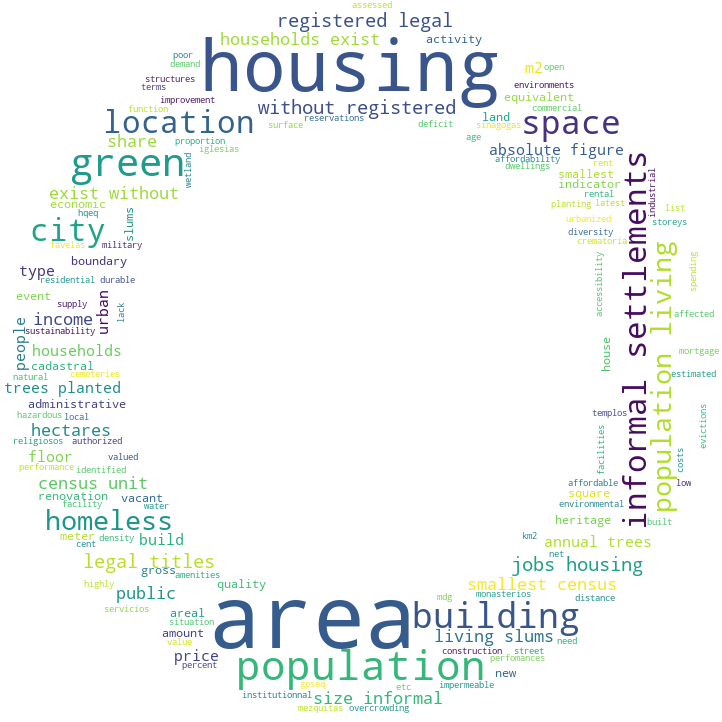 assessed
registered legal
households exist
activity
poor
demand
housing
m2
open
structures
terms
environments
improvement
equivalent
function
without registered
commercial
location
surface
reservations
deficit
land
sinagogas
space
share
proportion
iglesias
age
absolute figure
green
wetland
affordability
dwellings
rent
smallest
indicator
informal settlements
industrial
exist without
economic
hqeq
slums
rental
planting
latest
list
city
urbanized
storeys
favelas
military
diversity
crematoria
population living
spending
type
boundary
residential
durable
accessibility
event
supply
urban
lack
affected
income
sustainability
people
households
house
mortgage
cadastral
natural
cemeteries
estimated
trees planted
administrative
hazardous
local
templos
hectares
religiosos
authorized
evictions
floor
valued
facilities
performance
identified
costs
census unit
affordable
low
renovation
vacant
square
facility
water
environmental
homeless
heritage
built
meter
density
build
km2
cent
net
annual trees
legal titles
gross
amenities
jobs housing
highly
quality
smallest census
public
mdg
monasterios
distance
servicios
areal
situation
area
building
amount
value
living slums
need
price
percent
construction
street
perfomances
population
new
gpseq
etc
impermeable
institutionnal
size informal
mezquitas
overcrowding